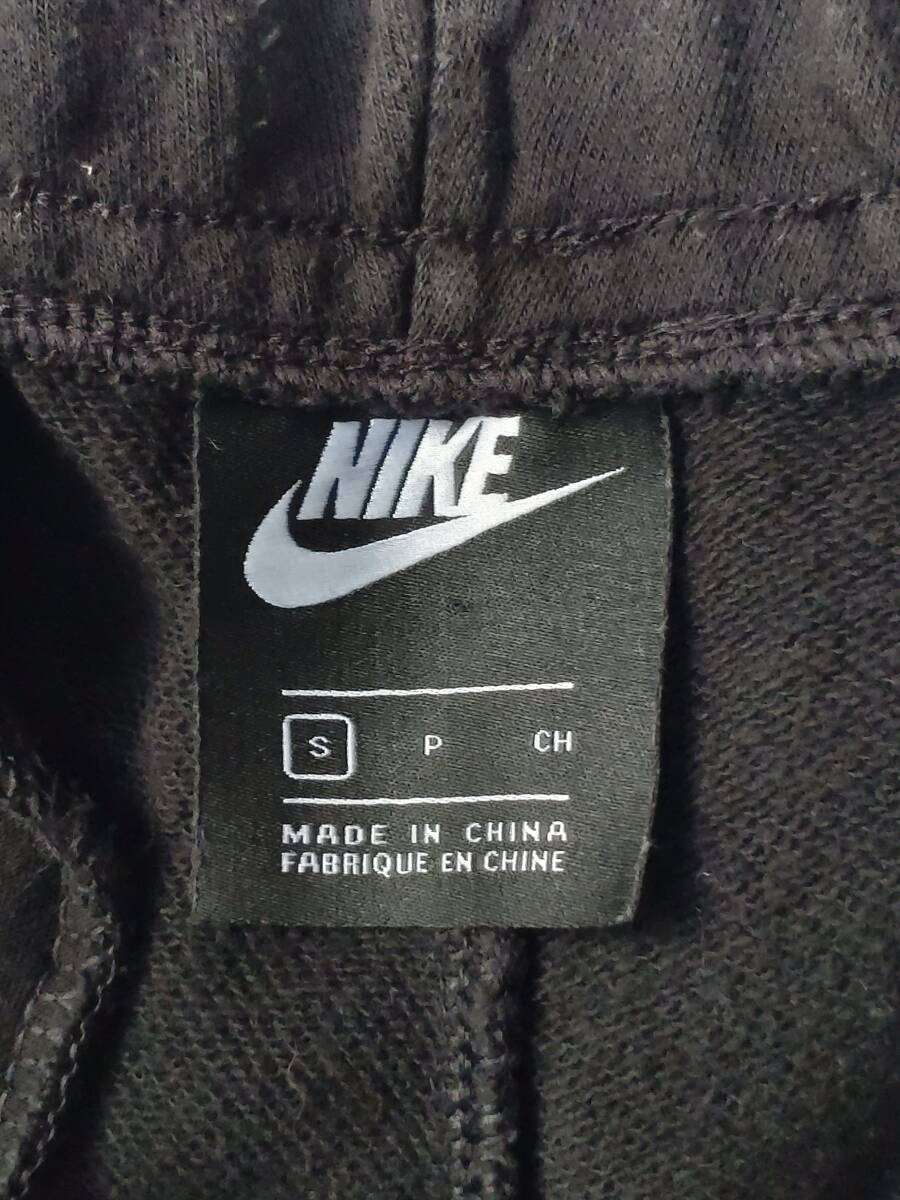 NIKE
S P CH
MADE IN CHINA
FABRIQUE EN CHINE